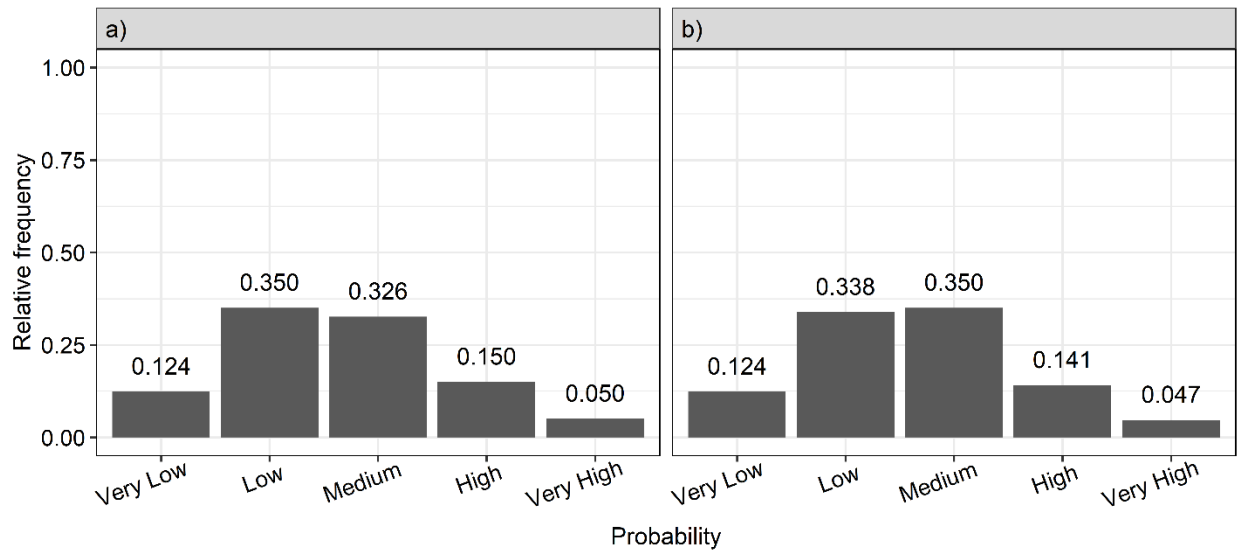 a)
b)
Relative frequency
1.00
0.75
0.50
0.25
0.00
0.124
0.350
0.326
0.150
0.050
0.124
0.338
0.350
0.141
0.047
Very Low
Low
Medium
High
Very High
Very Low
Low
Medium
High
Very High
Probability